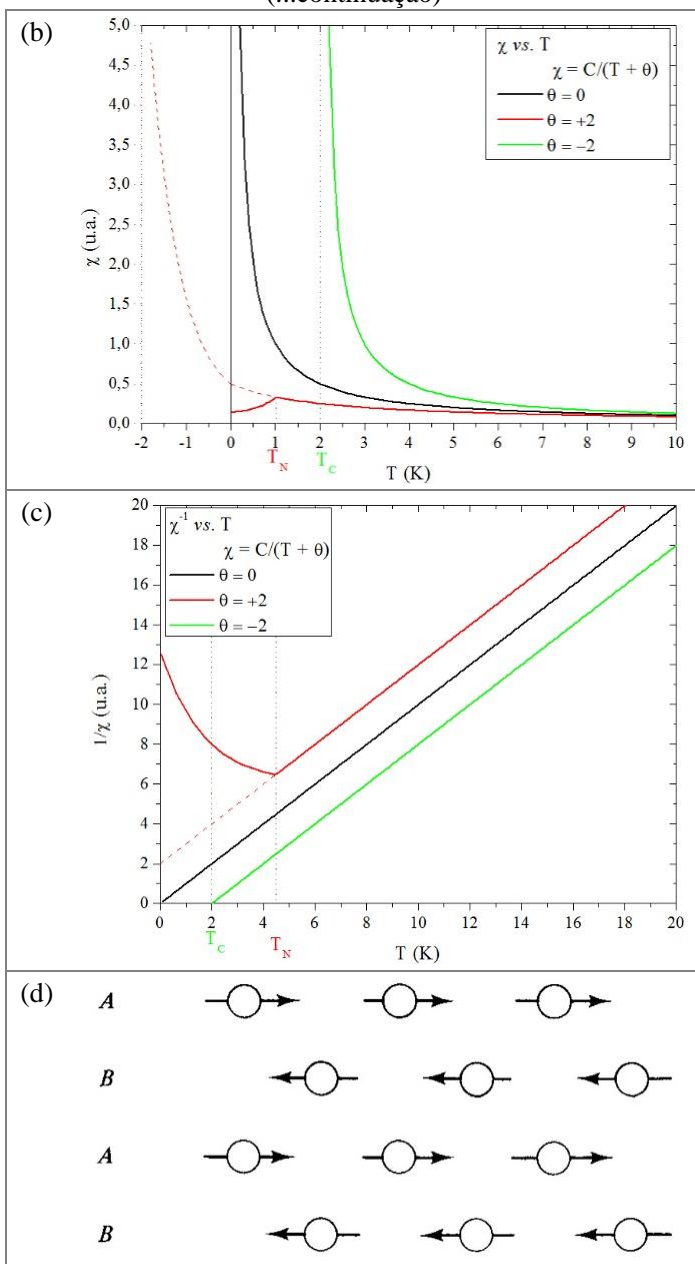 (...continuação)
(b)
5,0
4,5
4,0
3,5
3,0
2,5
2,0
1,5
1,0
0,5
0,0
χ (u.a.)
χ vs. T
χ = C/(T + θ)
θ = 0
θ = +2
θ = −2
-2 -1 0 1 2 3 4 5 6 7 8 9 10
T_N T_C
T (K)
(c)
20
18
16
14
12
10
8
6
4
2
0
1/χ (u.a.)
χ⁻¹ vs. T
χ = C/(T + θ)
θ = 0
θ = +2
θ = −2
0 2 4 6 8 10 12 14 16 18 20
T_C T_N
T (K)
(d)
A
B
A
B